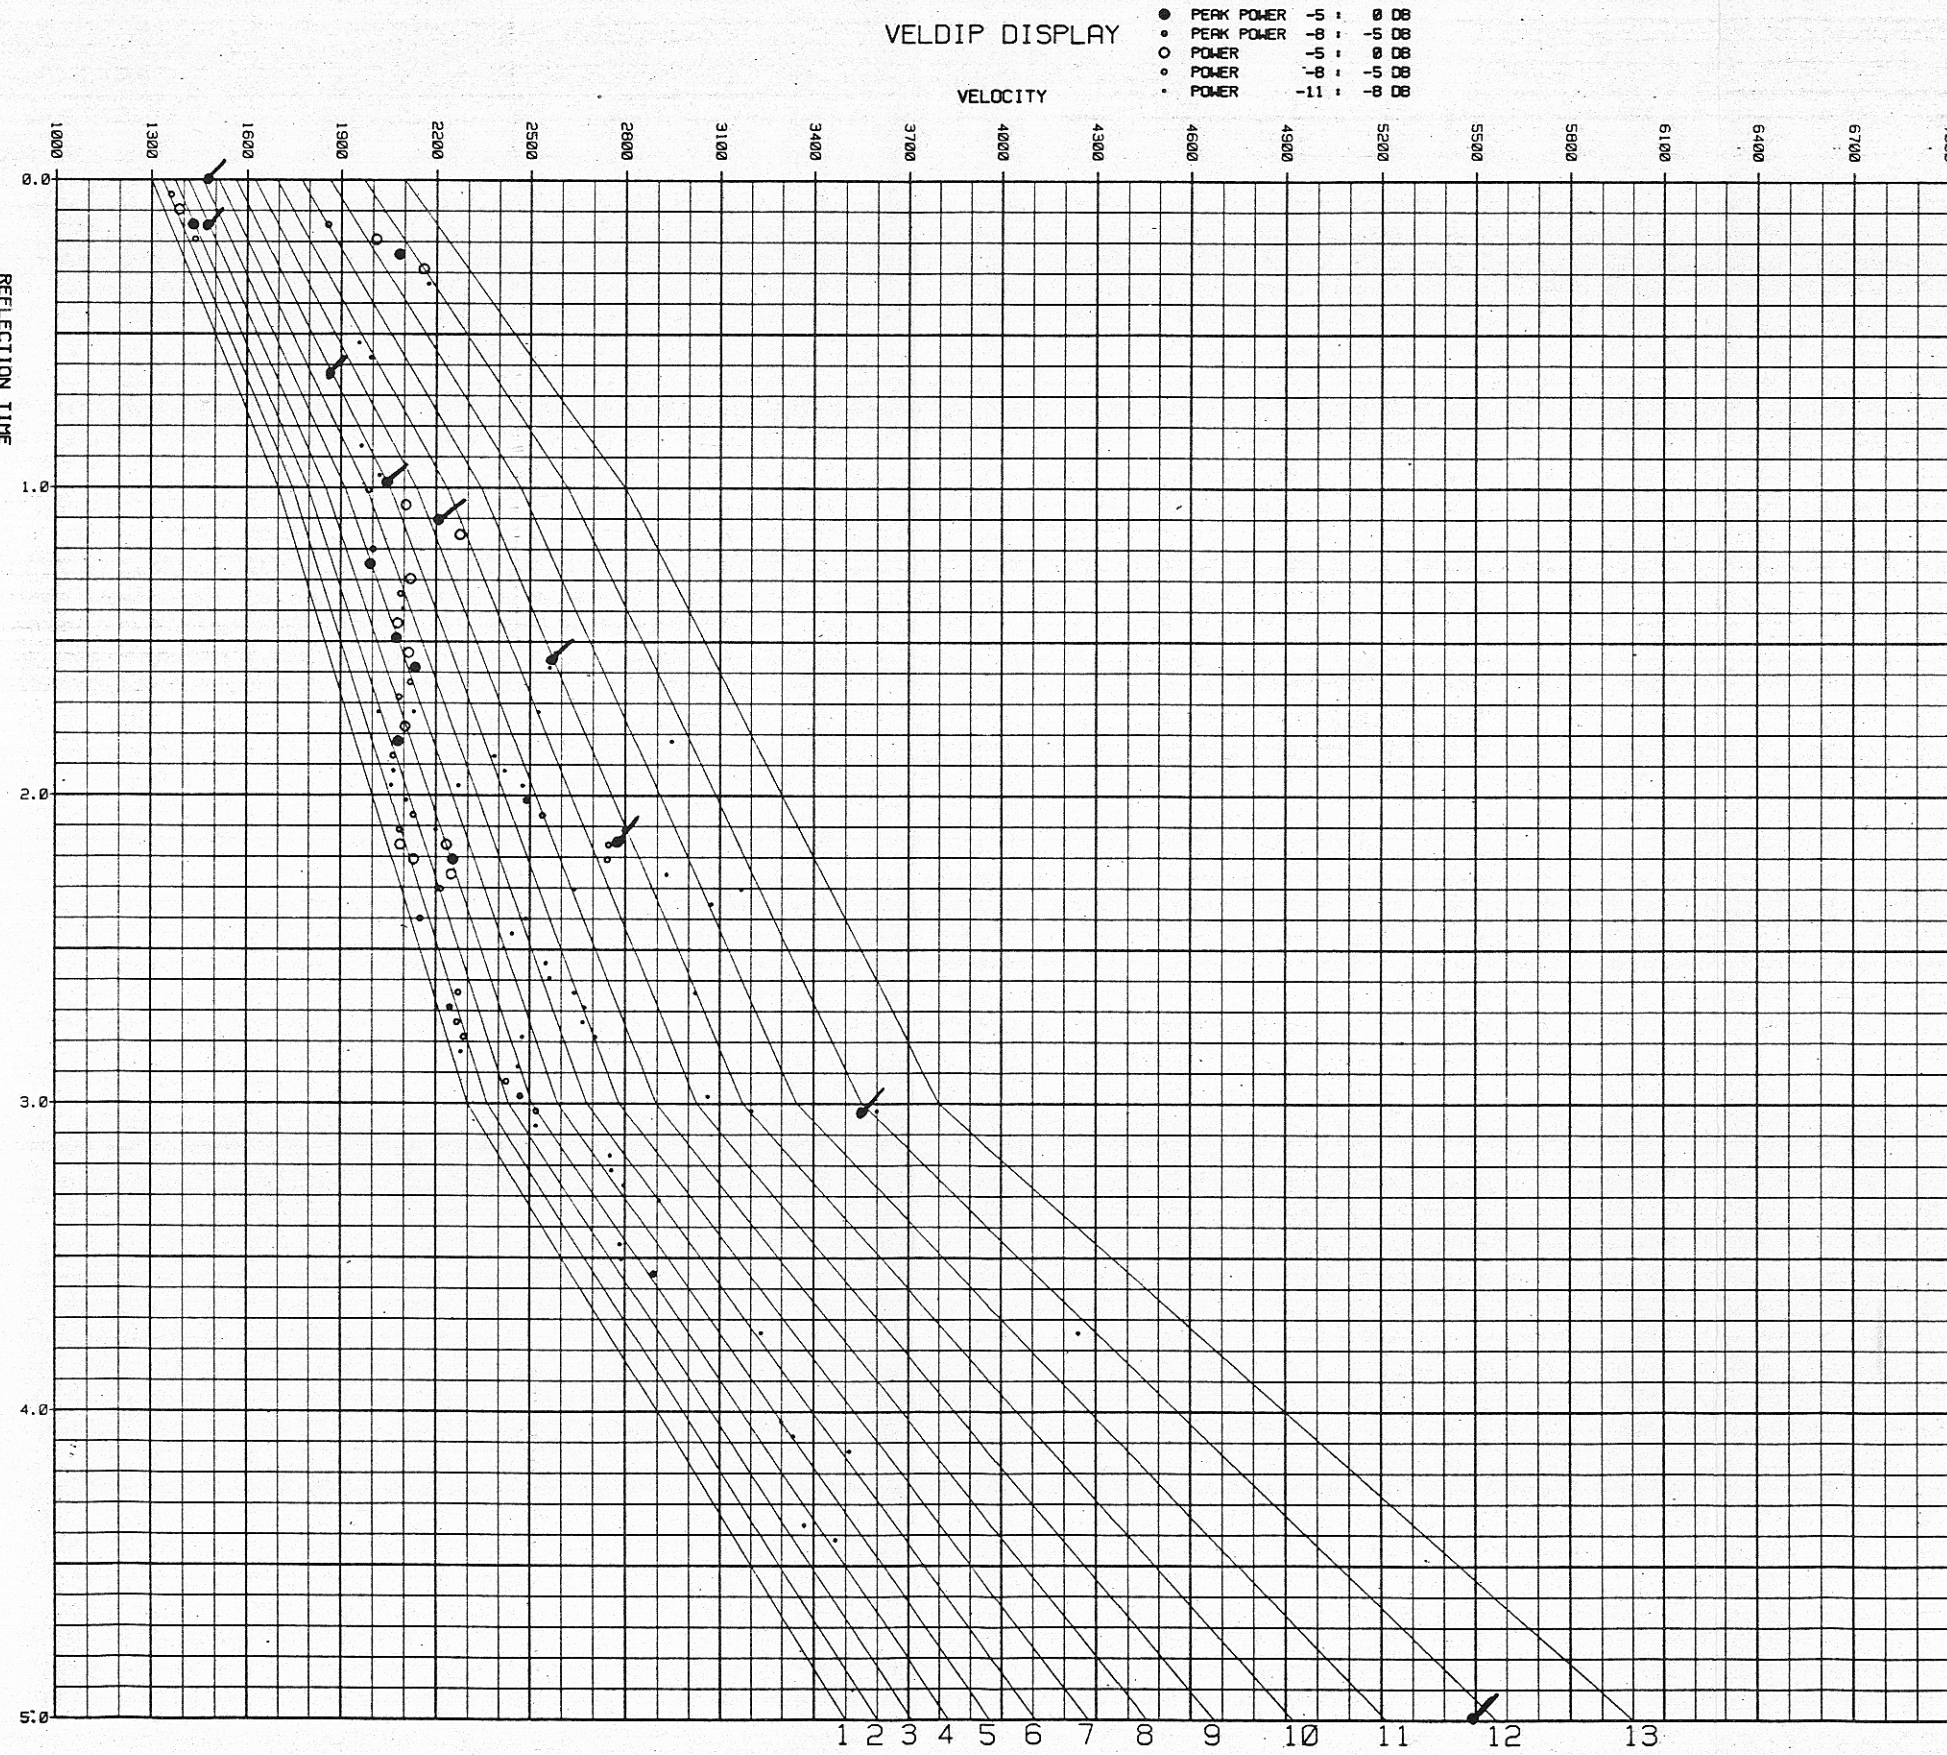 VELDIP DISPLAY
● PEAK POWER -5 : 0 DB
• PEAK POWER -8 : -5 DB
○ POWER -5 : 0 DB
∘ POWER -8 : -5 DB
· POWER -11 : -8 DB
VELOCITY
1000 1300 1600 1900 2200 2500 2800 3100 3400 3700 4000 4300 4600 4900 5200 5500 5800 6100 6400 6700
REFLECTION TIME
0.0
1.0
2.0
3.0
4.0
5.0
1 2 3 4 5 6 7 8 9 10 11 12 13